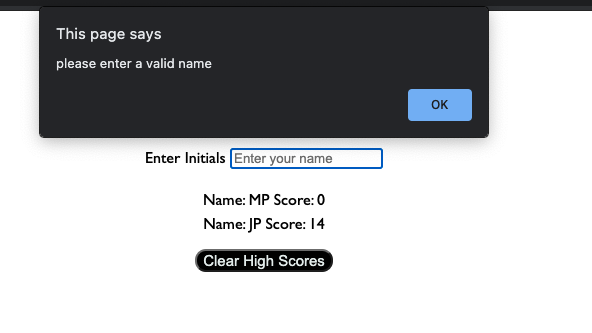 This page says
please enter a valid name
OK
Enter Initials Enter your name
Name: MP Score: 0
Name: JP Score: 14
Clear High Scores